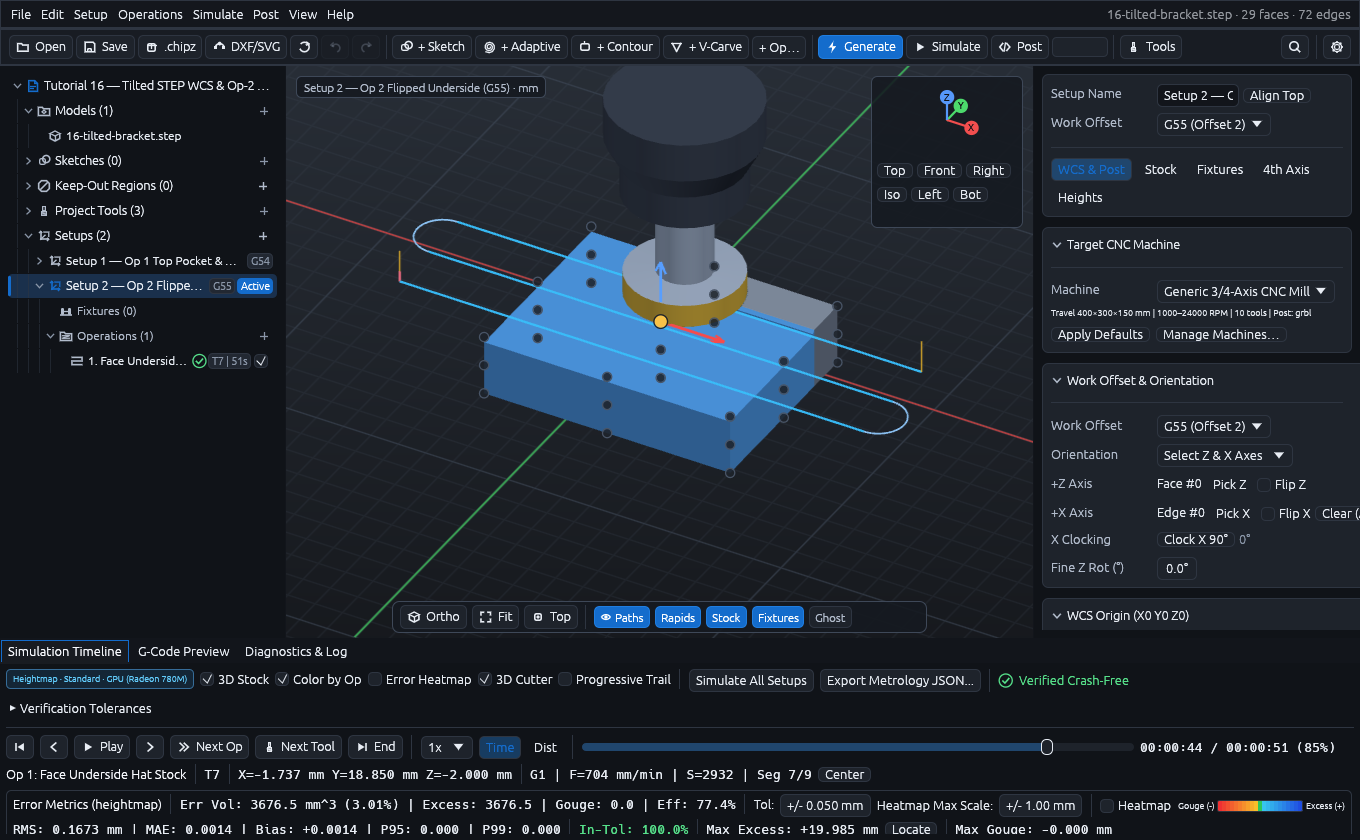 File Edit Setup Operations Simulate Post View Help 16-tilted-bracket.step · 29 faces · 72 edges
Open Save .chipz DXF/SVG + Sketch + Adaptive + Contour + V-Carve + Op... Generate Simulate Post Tools
Tutorial 16 — Tilted STEP WCS & Op-2 ...
Models (1) +
16-tilted-bracket.step
Sketches (0) +
Keep-Out Regions (0) +
Project Tools (3) +
Setups (2) +
Setup 1 — Op 1 Top Pocket & ... G54
Setup 2 — Op 2 Flippe... G55 Active
Fixtures (0)
Operations (1) +
1. Face Undersid... T7 | 51s
Setup 2 — Op 2 Flipped Underside (G55) · mm
Z Y X
Top Front Right
Iso Left Bot
Ortho Fit Top Paths Rapids Stock Fixtures Ghost
Setup Name Setup 2 — C Align Top
Work Offset G55 (Offset 2)
WCS & Post Stock Fixtures 4th Axis
Heights
Target CNC Machine
Machine Generic 3/4-Axis CNC Mill
Travel 400×300×150 mm | 1000–24000 RPM | 10 tools | Post: grbl
Apply Defaults Manage Machines...
Work Offset & Orientation
Work Offset G55 (Offset 2)
Orientation Select Z & X Axes
+Z Axis Face #0 Pick Z Flip Z
+X Axis Edge #0 Pick X Flip X Clear (
X Clocking Clock X 90° 0°
Fine Z Rot (°) 0.0°
WCS Origin (X0 Y0 Z0)
Simulation Timeline G-Code Preview Diagnostics & Log
Heightmap · Standard · GPU (Radeon 780M) 3D Stock Color by Op Error Heatmap 3D Cutter Progressive Trail Simulate All Setups Export Metrology JSON... Verified Crash-Free
Verification Tolerances
Play Next Op Next Tool End 1x Time Dist 00:00:44 / 00:00:51 (85%)
Op 1: Face Underside Hat Stock T7 X=-1.737 mm Y=18.850 mm Z=-2.000 mm G1 | F=704 mm/min | S=2932 | Seg 7/9 Center
Error Metrics (heightmap) Err Vol: 3676.5 mm^3 (3.01%) | Excess: 3676.5 | Gouge: 0.0 | Eff: 77.4% Tol: +/- 0.050 mm Heatmap Max Scale: +/- 1.00 mm Heatmap Gouge (-) Excess (+)
RMS: 0.1673 mm | MAE: 0.0014 | Bias: +0.0014 | P95: 0.000 | P99: 0.000 In-Tol: 100.0% Max Excess: +19.985 mm Locate Max Gouge: -0.000 mm